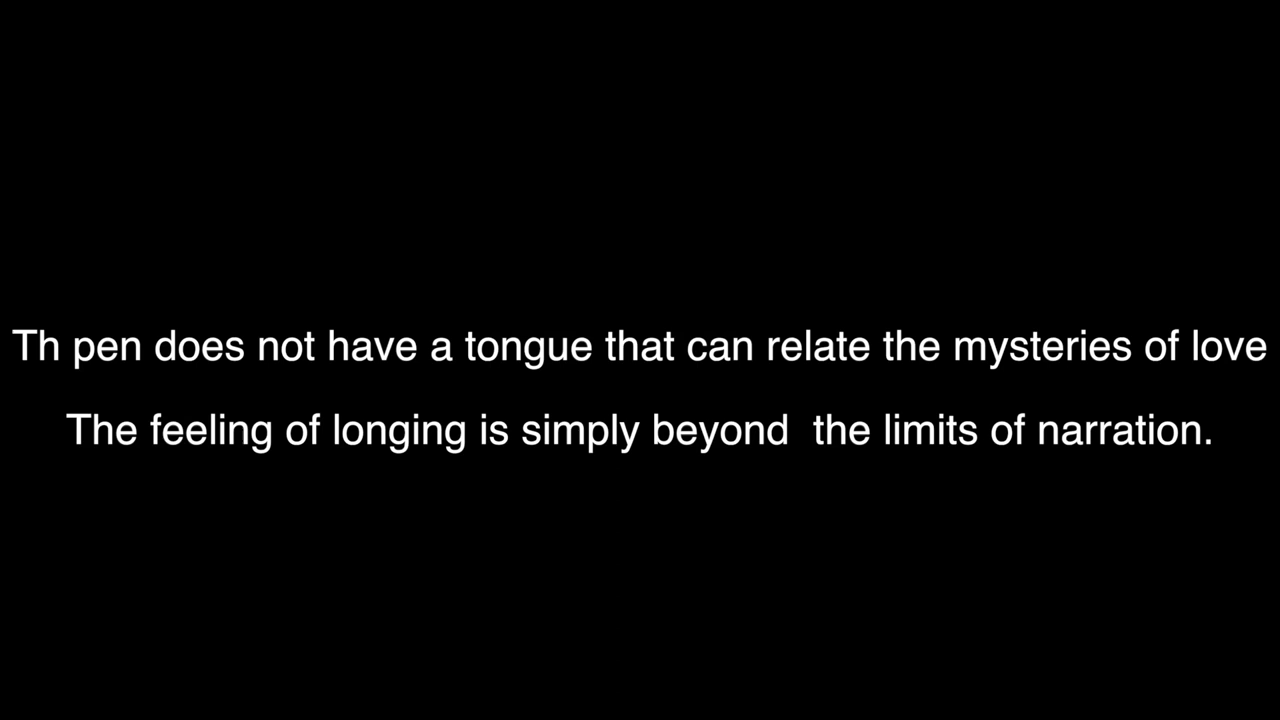 Th pen does not have a tongue that can relate the mysteries of love
The feeling of longing is simply beyond  the limits of narration.